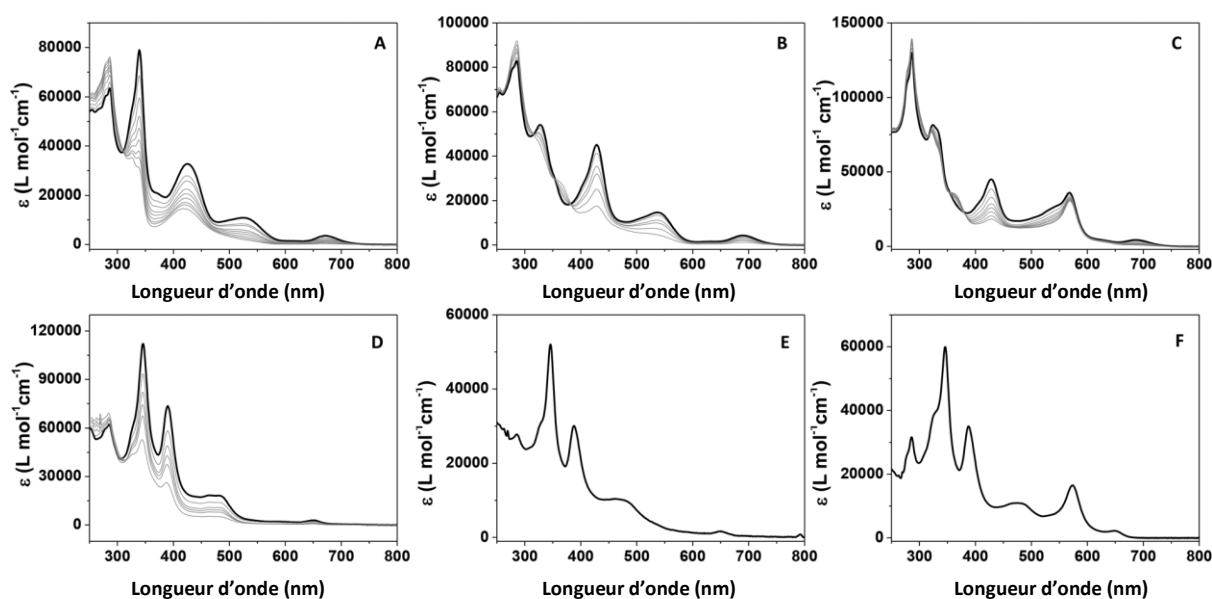 A
80000
60000
40000
20000
0
ε (L mol⁻¹cm⁻¹)
300 400 500 600 700 800
Longueur d'onde (nm)
B
100000
80000
60000
40000
20000
0
ε (L mol⁻¹cm⁻¹)
300 400 500 600 700 800
Longueur d'onde (nm)
C
150000
100000
50000
0
ε (L mol⁻¹ cm⁻¹)
300 400 500 600 700 800
Longueur d'onde (nm)
D
120000
90000
60000
30000
0
ε (L mol⁻¹cm⁻¹)
300 400 500 600 700 800
Longueur d'onde (nm)
E
60000
40000
20000
0
ε (L mol⁻¹cm⁻¹)
300 400 500 600 700 800
Longueur d'onde (nm)
F
60000
40000
20000
0
ε (L mol⁻¹cm⁻¹)
300 400 500 600 700 800
Longueur d'onde (nm)